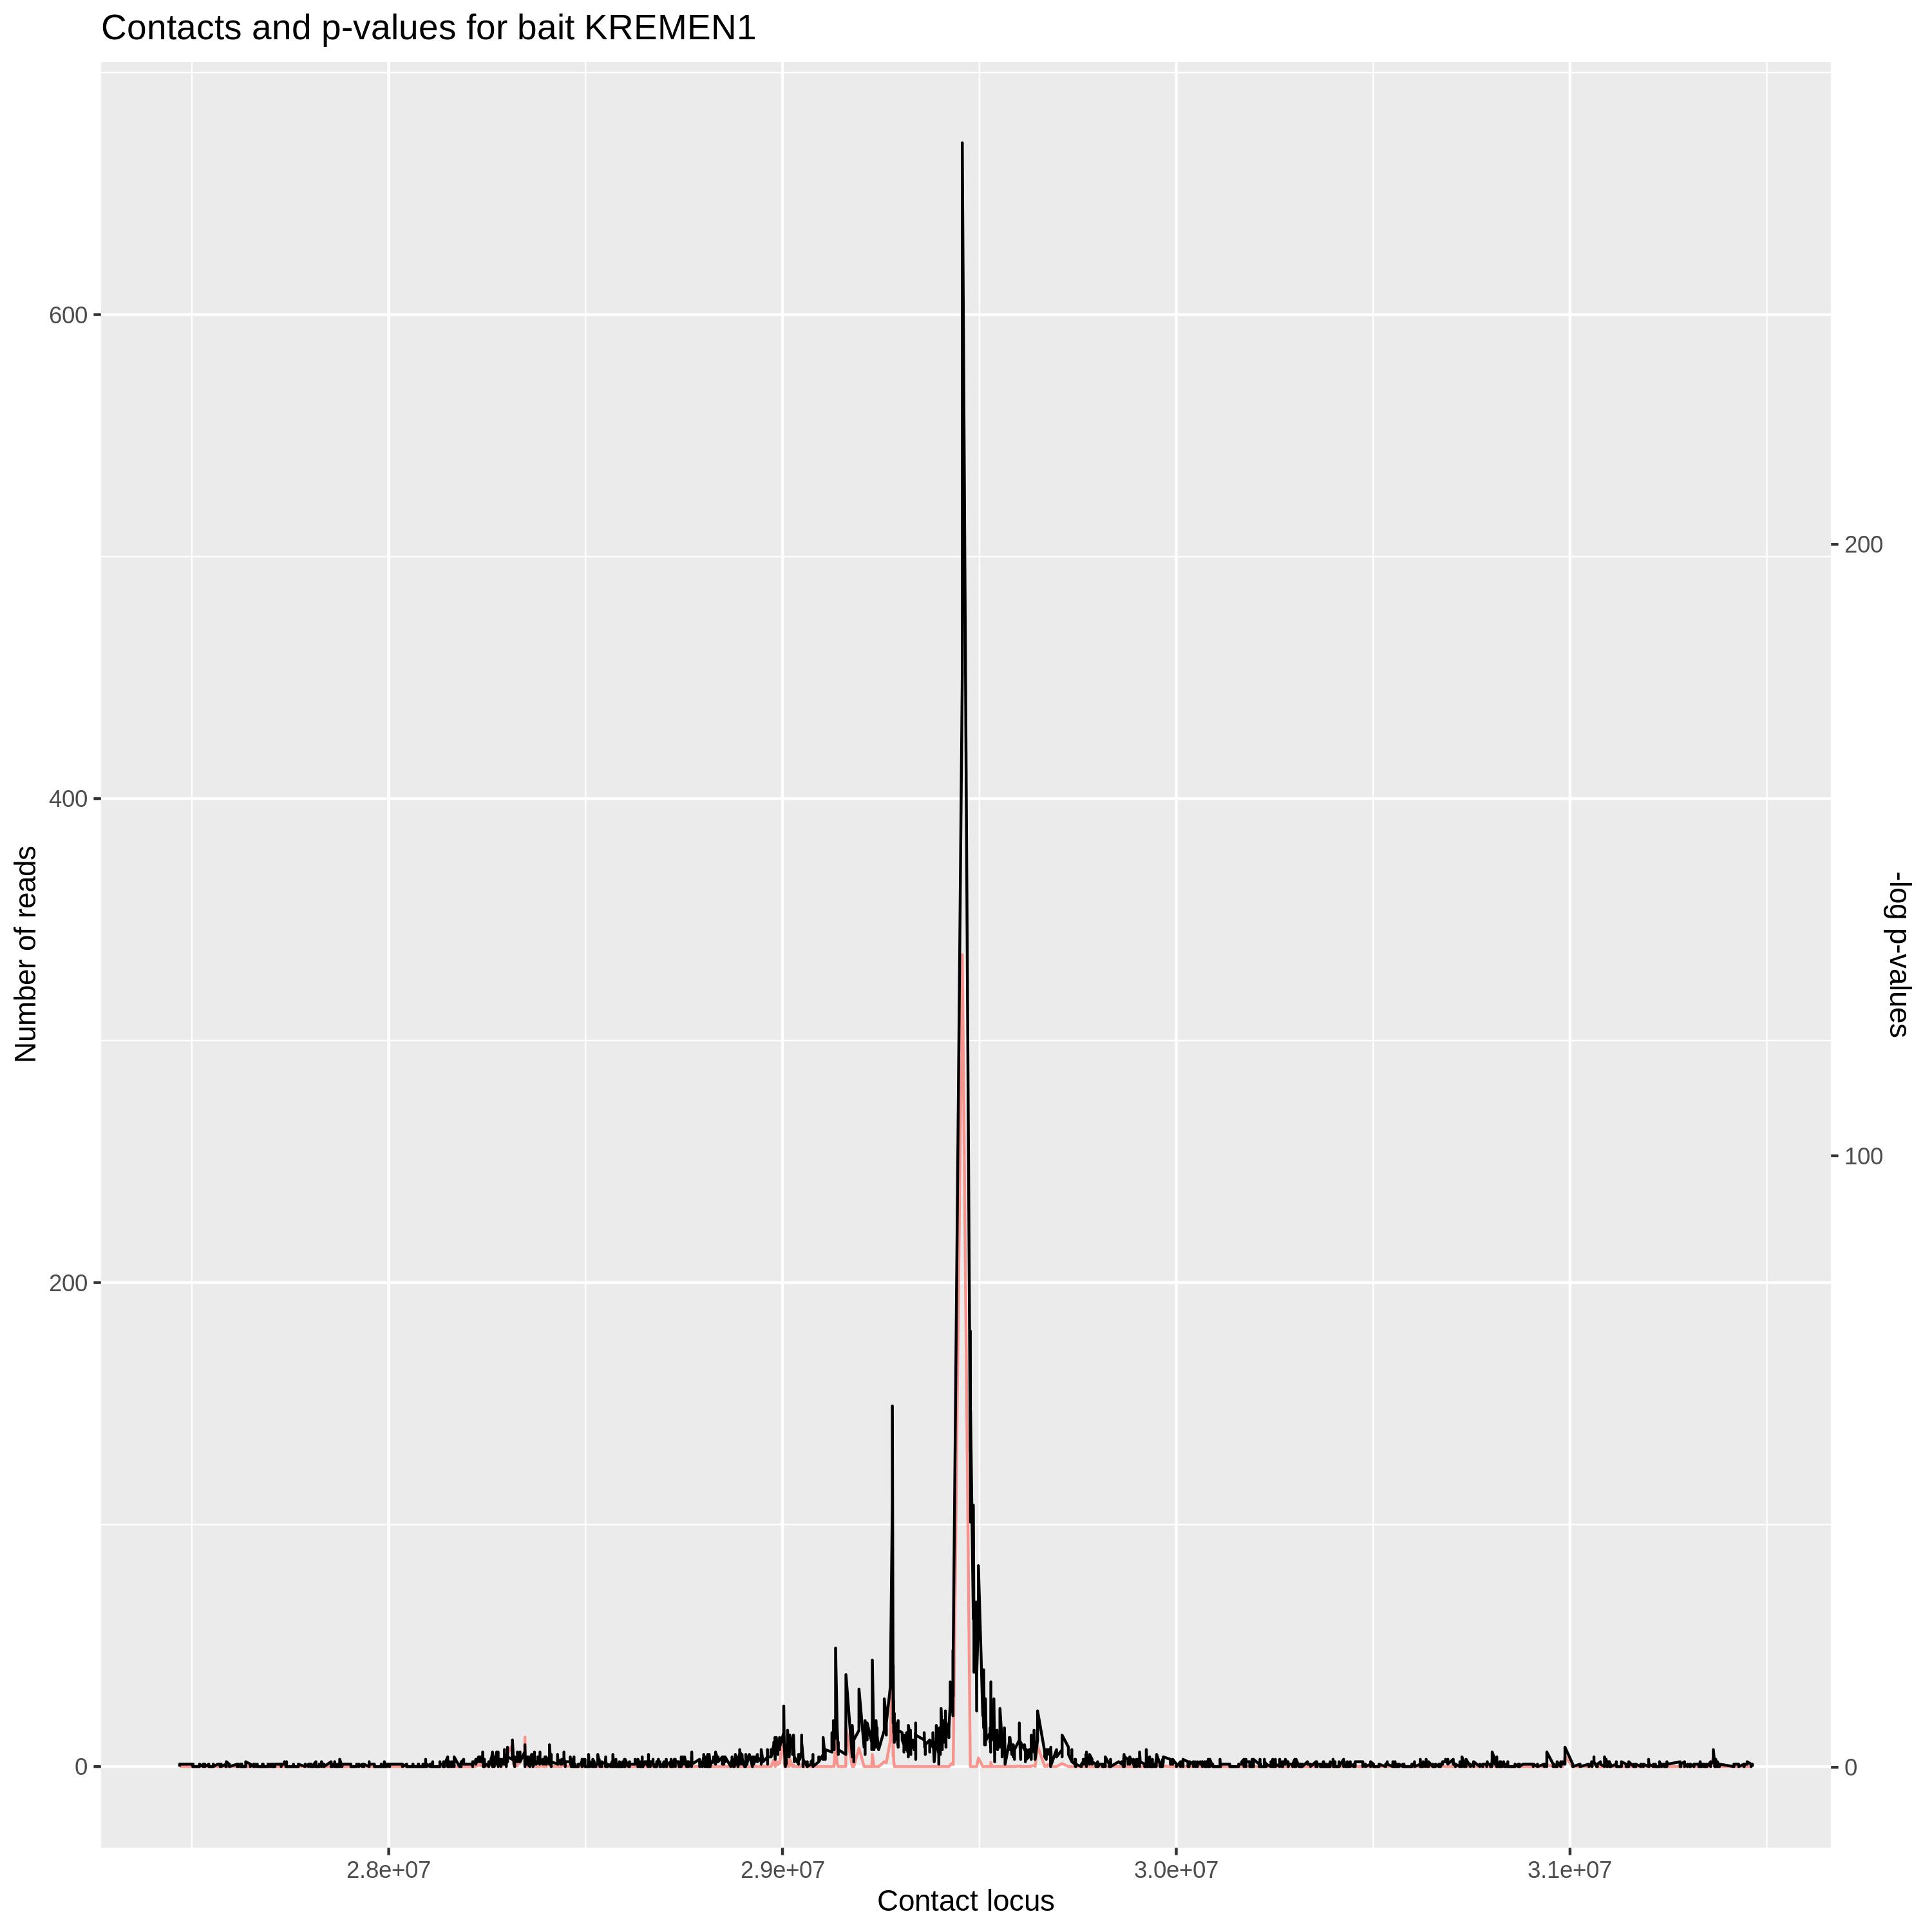 Contacts and p-values for bait KREMEN1
600
400
200
0
Number of reads
200
100
0
-log p-values
2.8e+07
2.9e+07
3.0e+07
3.1e+07
Contact locus